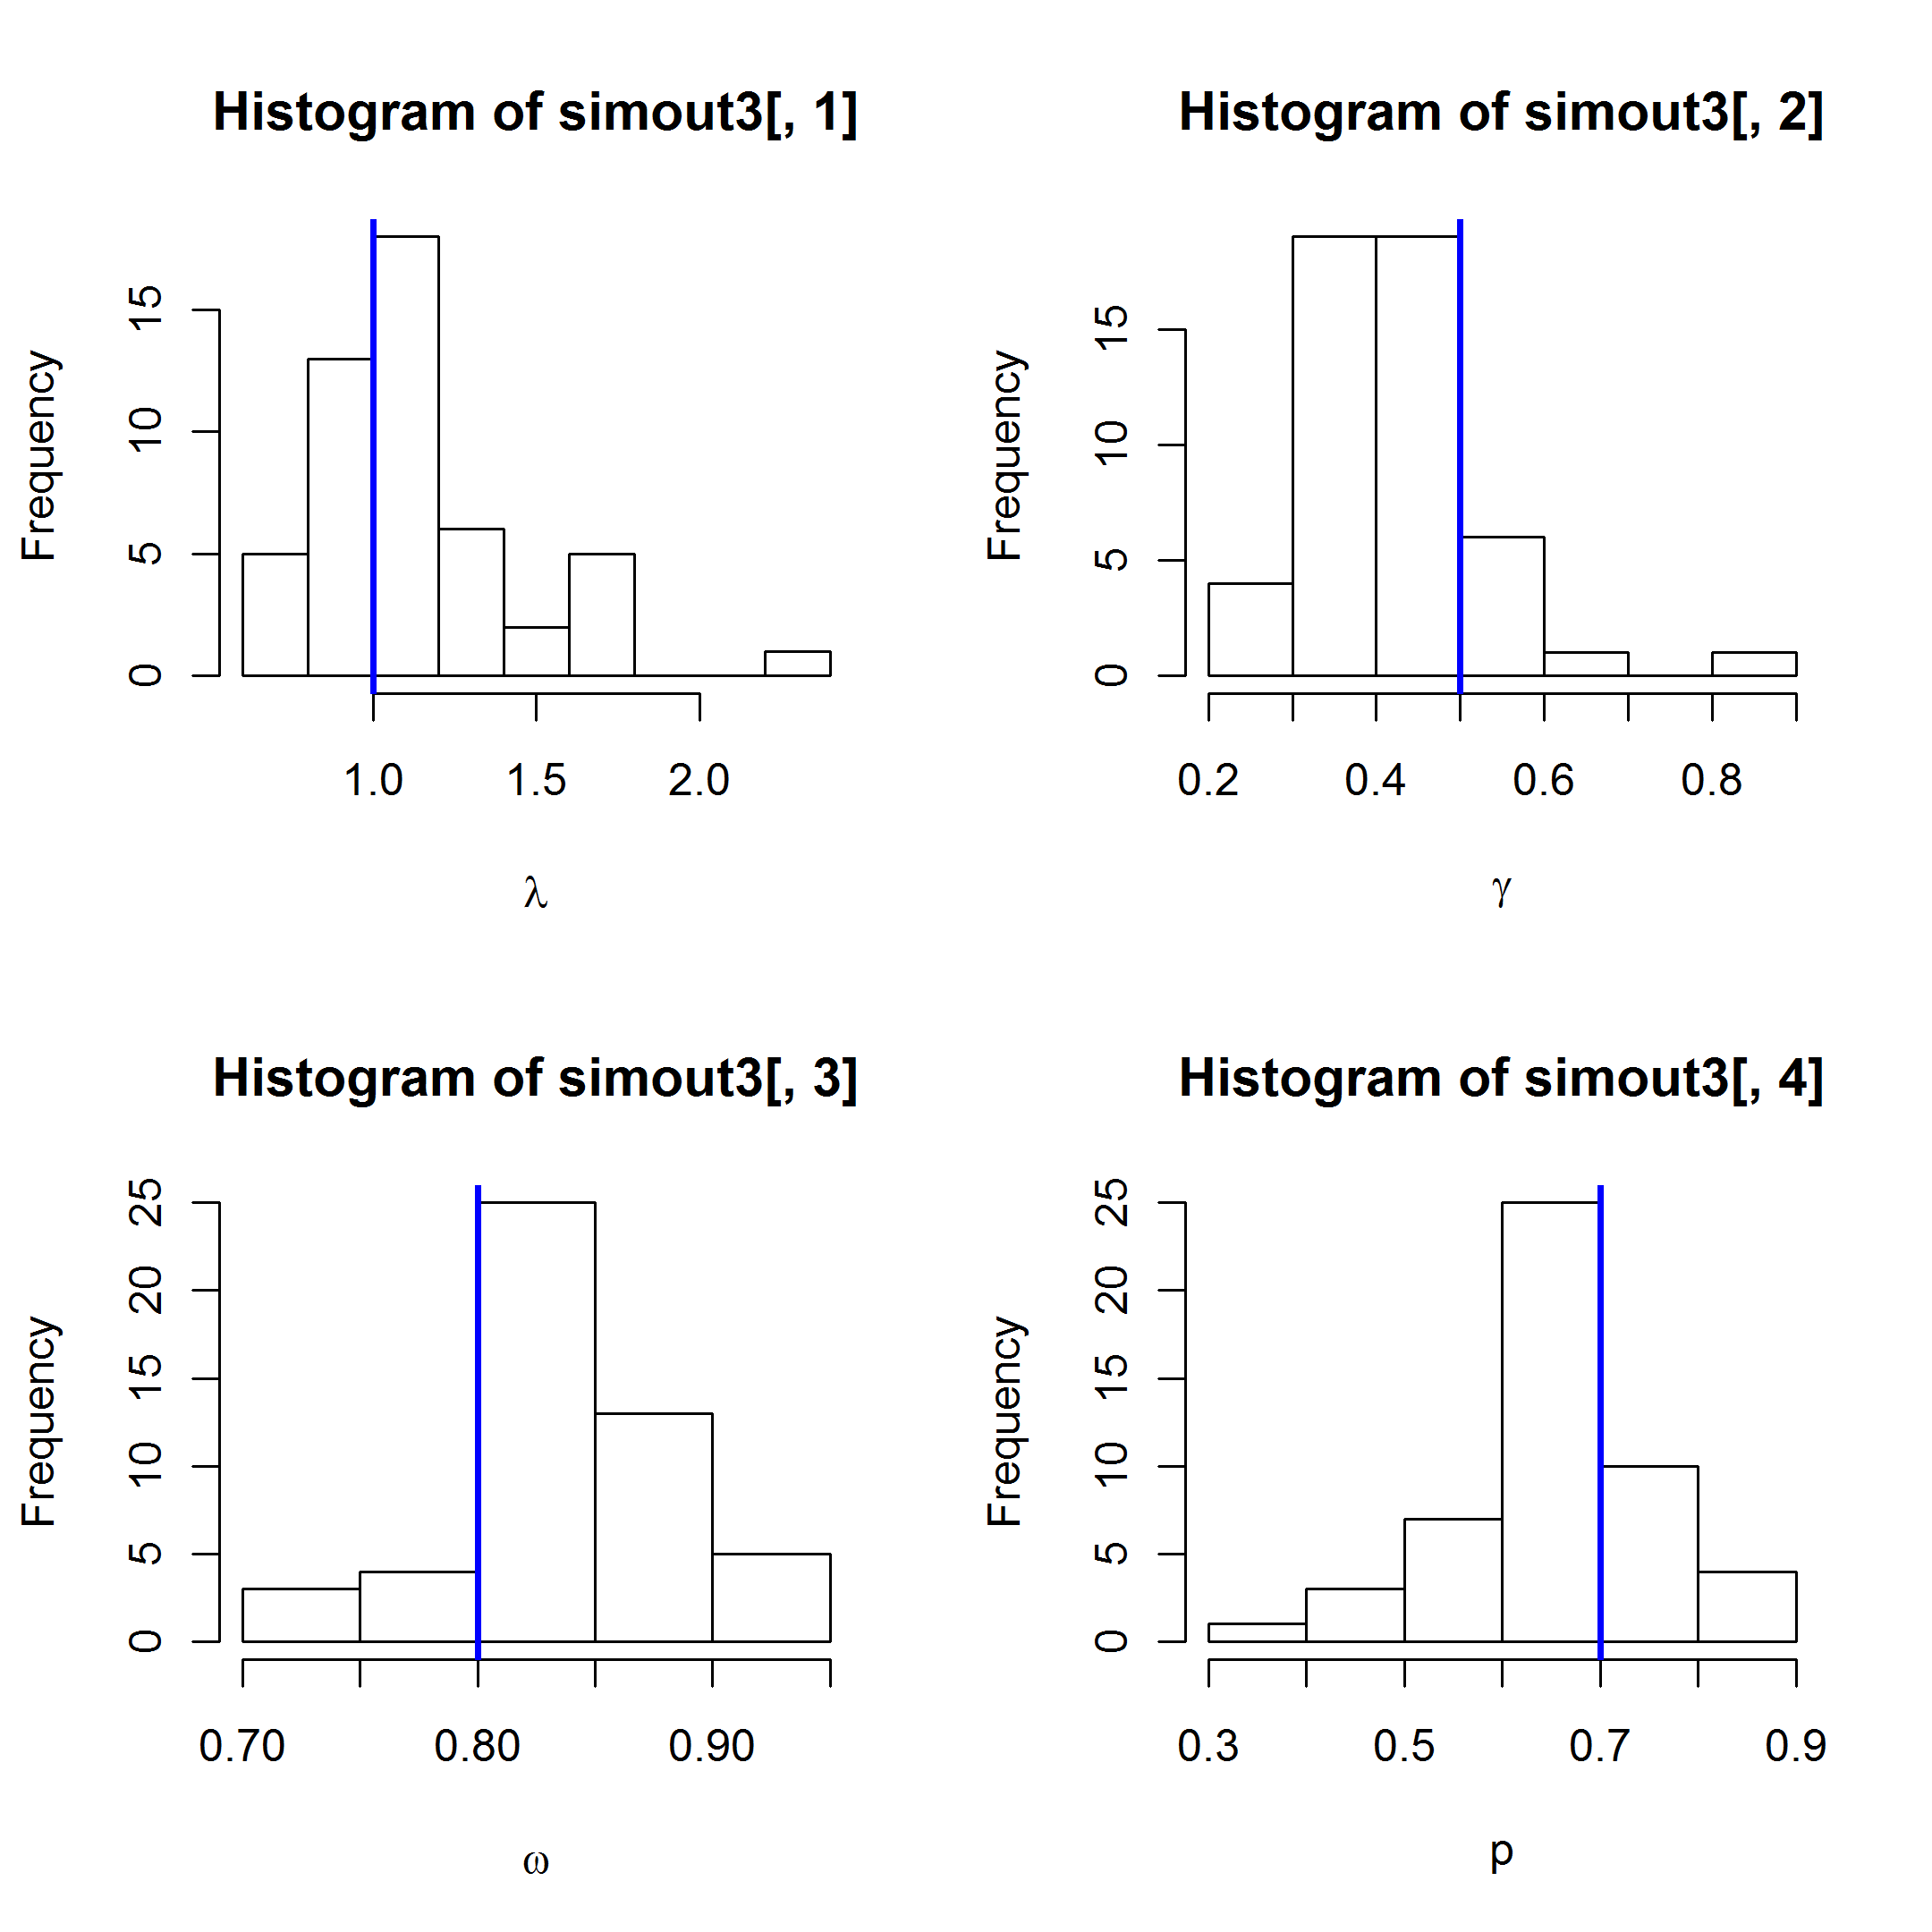 Histogram of simout3[, 1]
Frequency
0 5 10 15
1.0 1.5 2.0
λ
Histogram of simout3[, 2]
Frequency
0 5 10 15
0.2 0.4 0.6 0.8
γ
Histogram of simout3[, 3]
Frequency
0 5 10 15 20 25
0.70 0.80 0.90
ω
Histogram of simout3[, 4]
Frequency
0 5 10 15 20 25
0.3 0.5 0.7 0.9
p